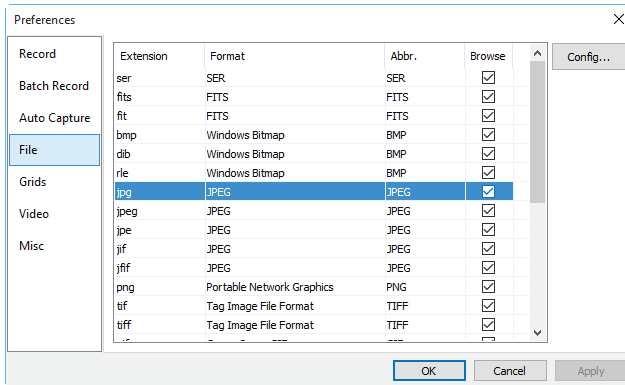 Preferences
Record
Batch Record
Auto Capture
File
Grids
Video
Misc
Extension Format Abbr. Browse
ser SER SER
fits FITS FITS
fit FITS FITS
bmp Windows Bitmap BMP
dib Windows Bitmap BMP
rle Windows Bitmap BMP
jpg JPEG JPEG
jpeg JPEG JPEG
jpe JPEG JPEG
jif JPEG JPEG
jfif JPEG JPEG
png Portable Network Graphics PNG
tif Tag Image File Format TIFF
tiff Tag Image File Format TIFF
Config...
OK Cancel Apply